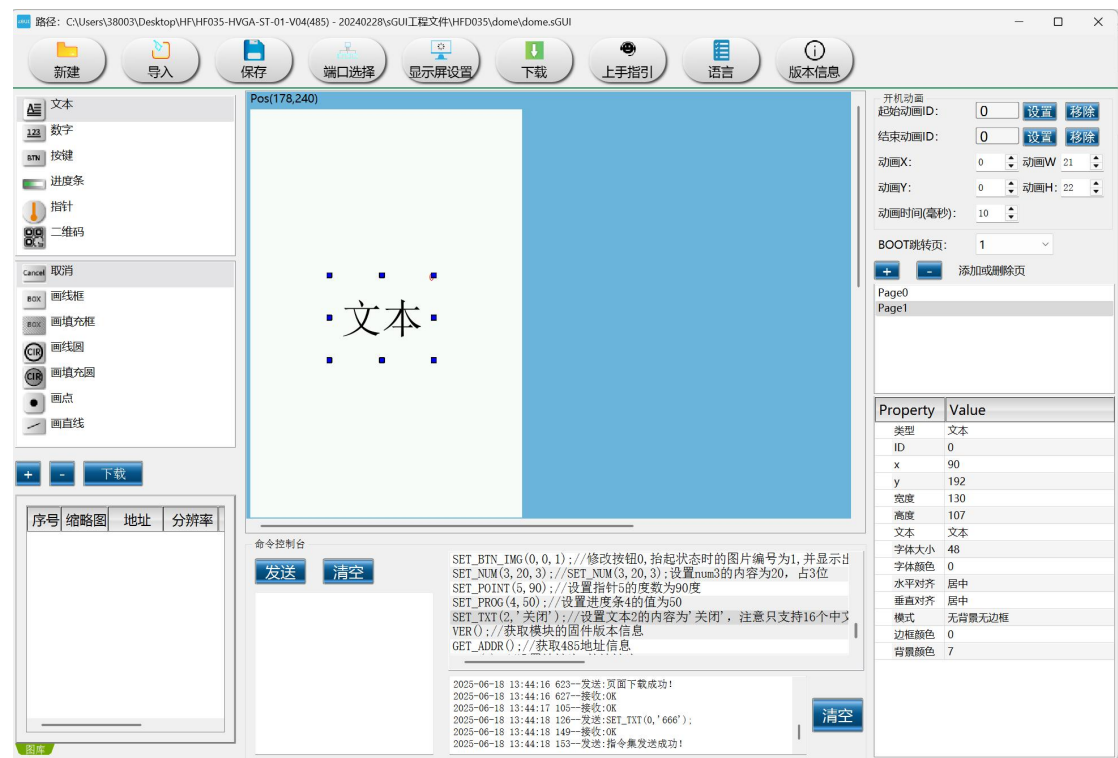 路径：C:\Users\38003\Desktop\HF\HF035-HVGA-ST-01-V04(485) - 20240228\sGUI工程文件\HFD035\dome\dome.sGUI
新建 导入 保存 端口选择 显示屏设置 下载 上手指引 语言 版本信息
文本
123 数字
BTN 按键
进度条
指针
二维码
Cancel 取消
BOX 画线框
BOX 画填充框
CIR 画线圆
CIR 画填充圆
画点
画直线
+ - 下载
序号 缩略图 地址 分辨率
图库
Pos(178,240)
文本
命令控制台
发送 清空
SET_BTN_IMG(0,0,1);//修改按钮0,抬起状态时的图片编号为1,并显示出
SET_NUM(3,20,3);//SET_NUM(3,20,3);设置num3的内容为20, 占3位
SET_POINT(5,90);//设置指针5的度数为90度
SET_PROG(4,50);//设置进度条4的值为50
SET_TXT(2,'关闭');//设置文本2的内容为'关闭', 注意只支持16个中文
VER();//获取模块的固件版本信息
GET_ADDR();//获取485地址信息
2025-06-18 13:44:16 623--发送:页面下载成功!
2025-06-18 13:44:16 627--接收:OK
2025-06-18 13:44:17 105--接收:OK
2025-06-18 13:44:18 126--发送:SET_TXT(0,'666');
2025-06-18 13:44:18 149--接收:OK
2025-06-18 13:44:18 153--发送:指令集发送成功!
清空
开机动画
起始动画ID: 0 设置 移除
结束动画ID: 0 设置 移除
动画X: 0 动画W 21
动画Y: 0 动画H: 22
动画时间(毫秒): 10
BOOT跳转页: 1
+ - 添加或删除页
Page0
Page1
Property Value
类型 文本
ID 0
x 90
y 192
宽度 130
高度 107
文本 文本
字体大小 48
字体颜色 0
水平对齐 居中
垂直对齐 居中
模式 无背景无边框
边框颜色 0
背景颜色 7